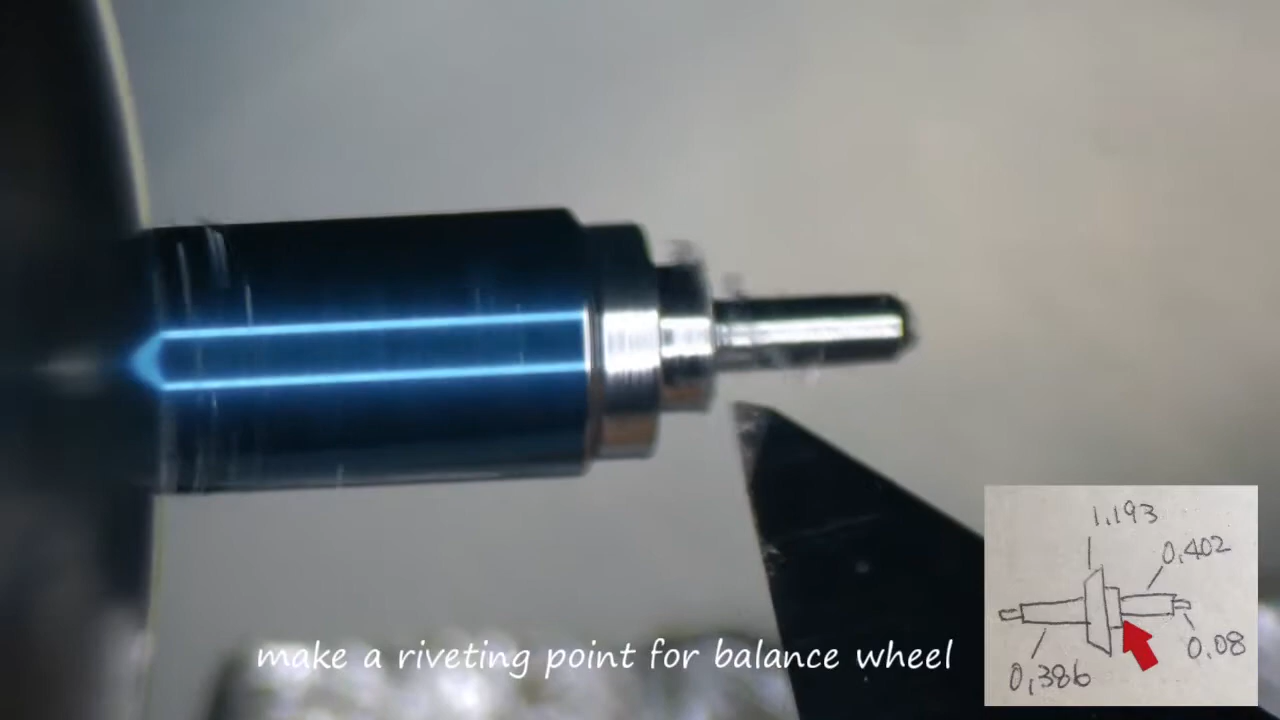 1.193
0,402
0.08
0,386
make a riveting point for balance wheel